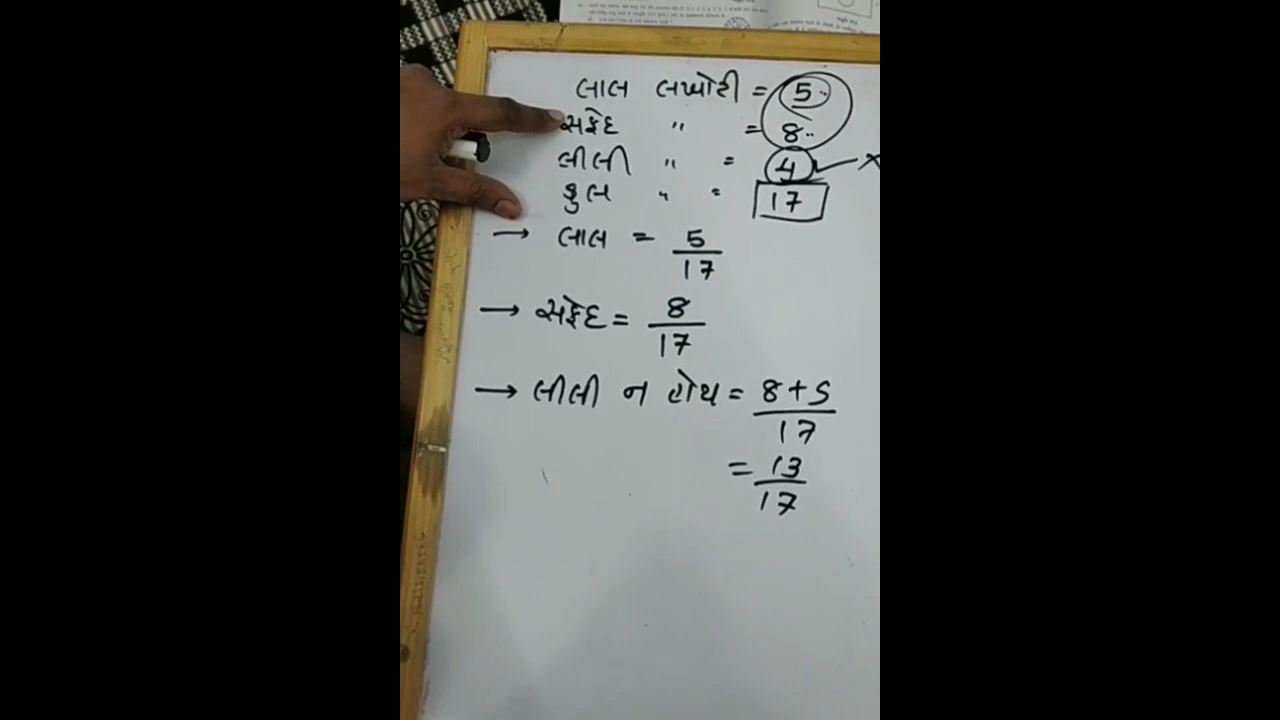 લાલ લખોટી = 5
સફેદ " = 8
લીલી " = 4
કુલ " = 17
→ લાલ = 5/17
→ સફેદ = 8/17
→ લીલી ન હોય = 8+5/17
= 13/17